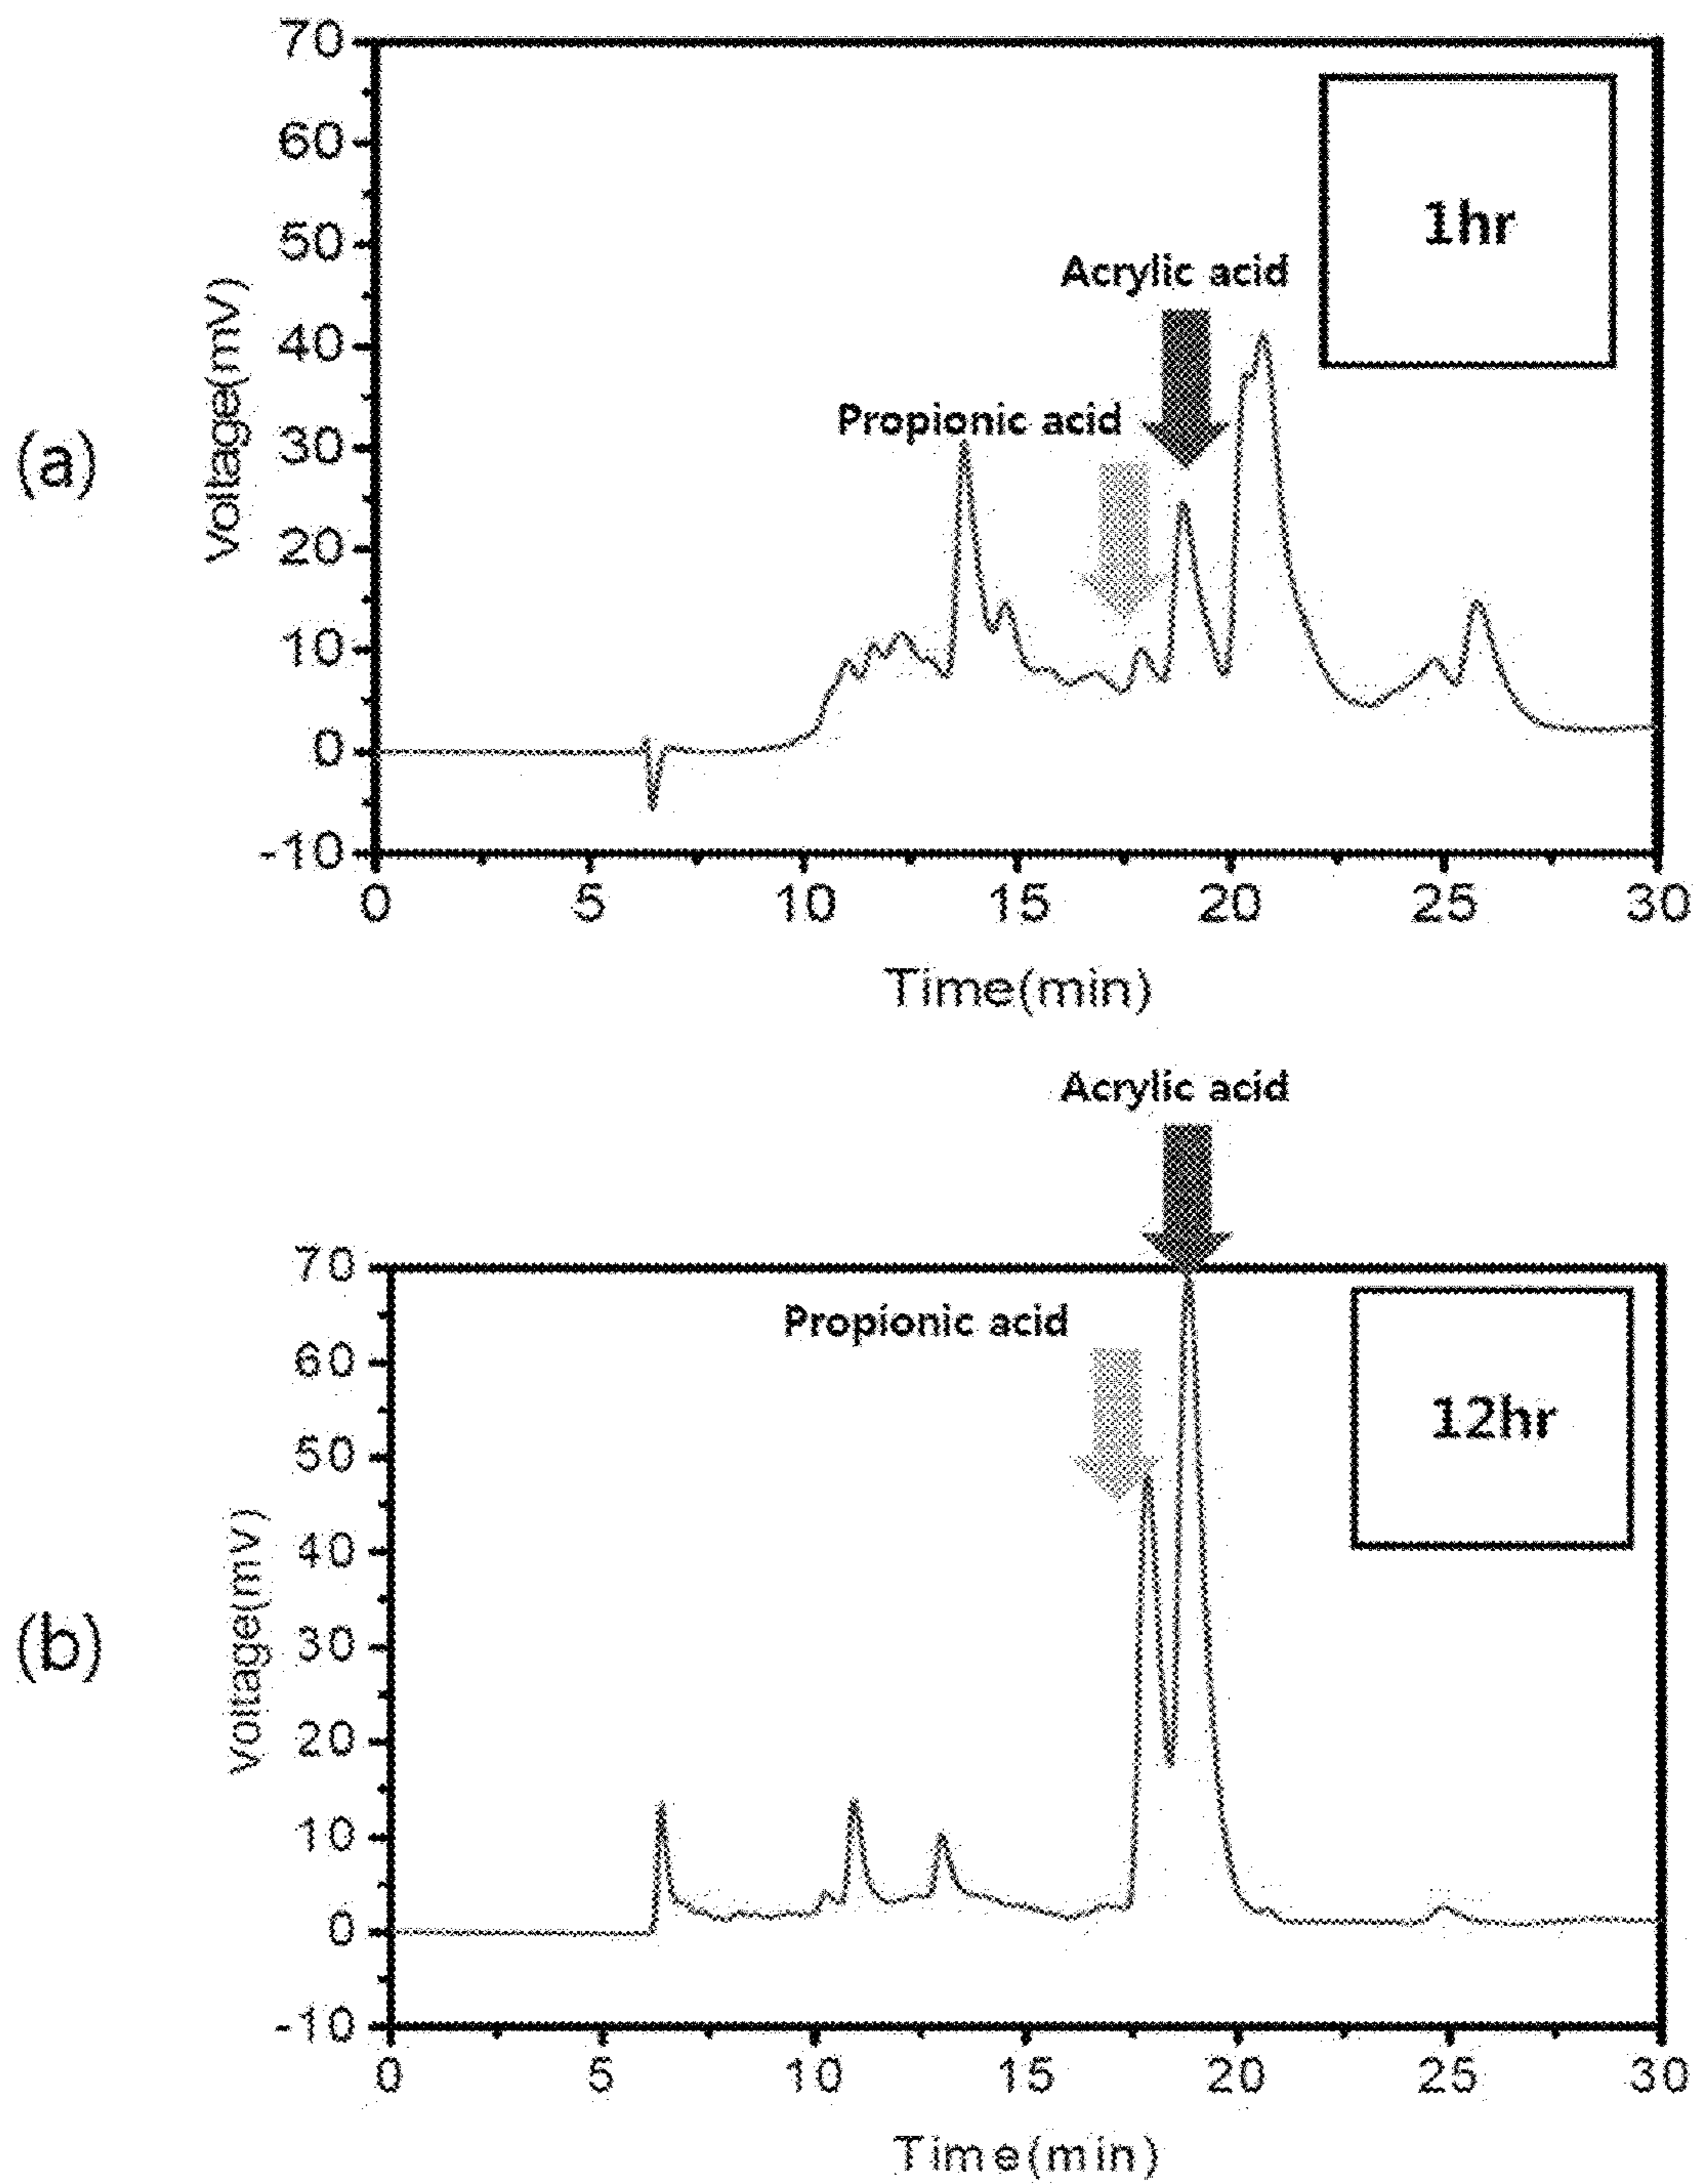 (a)
Voltage(mV)
70
60
50
40
30
20
10
0
-10
1hr
Acrylic acid
Propionic acid
0 5 10 15 20 25 30
Time(min)
(b)
Voltage(mV)
Acrylic acid
70
60
50
40
30
20
10
0
-10
Propionic acid
12hr
0 5 10 15 20 25 30
Time(min)